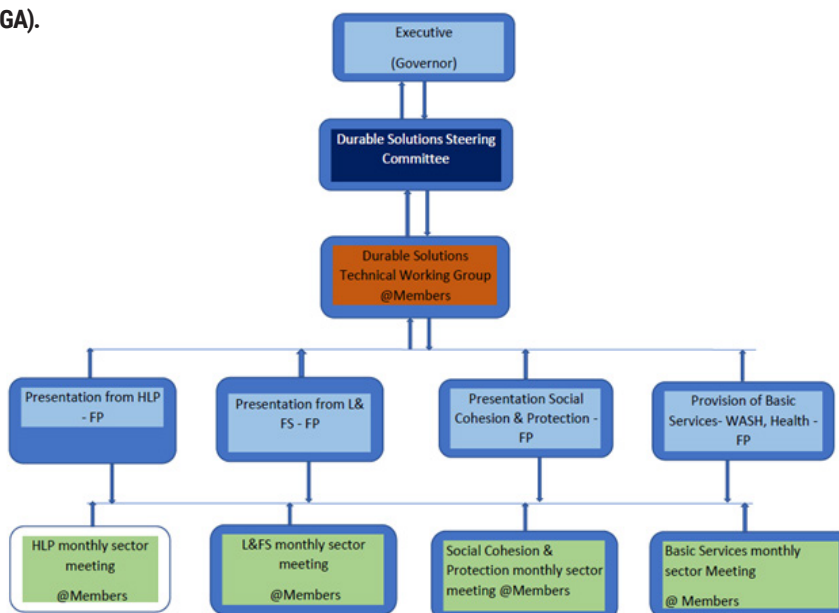 GA).
Executive
(Governor)
Durable Solutions Steering
Committee
Durable Solutions
Technical Working Group
@Members
Presentation from HLP
- FP
Presentation from L&
FS - FP
Presentation Social
Cohesion & Protection -
FP
Provision of Basic
Services- WASH, Health -
FP
HLP monthly sector
meeting
@Members
L&FS monthly sector
meeting
@Members
Social Cohesion &
Protection monthly sector
meeting @Members
Basic Services monthly
sector Meeting
@ Members